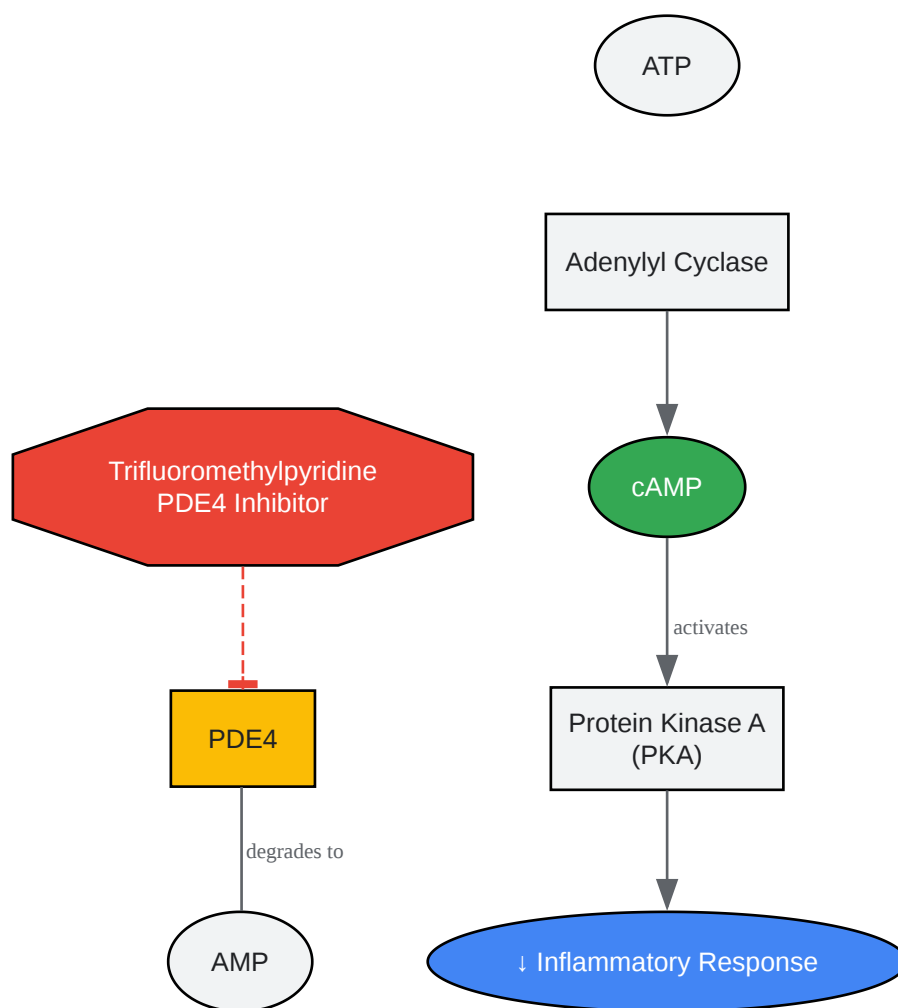 ATP
Adenylyl Cyclase
Trifluoromethylpyridine
PDE4 Inhibitor
cAMP
activates
PDE4
Protein Kinase A
(PKA)
degrades to
AMP
↓ Inflammatory Response